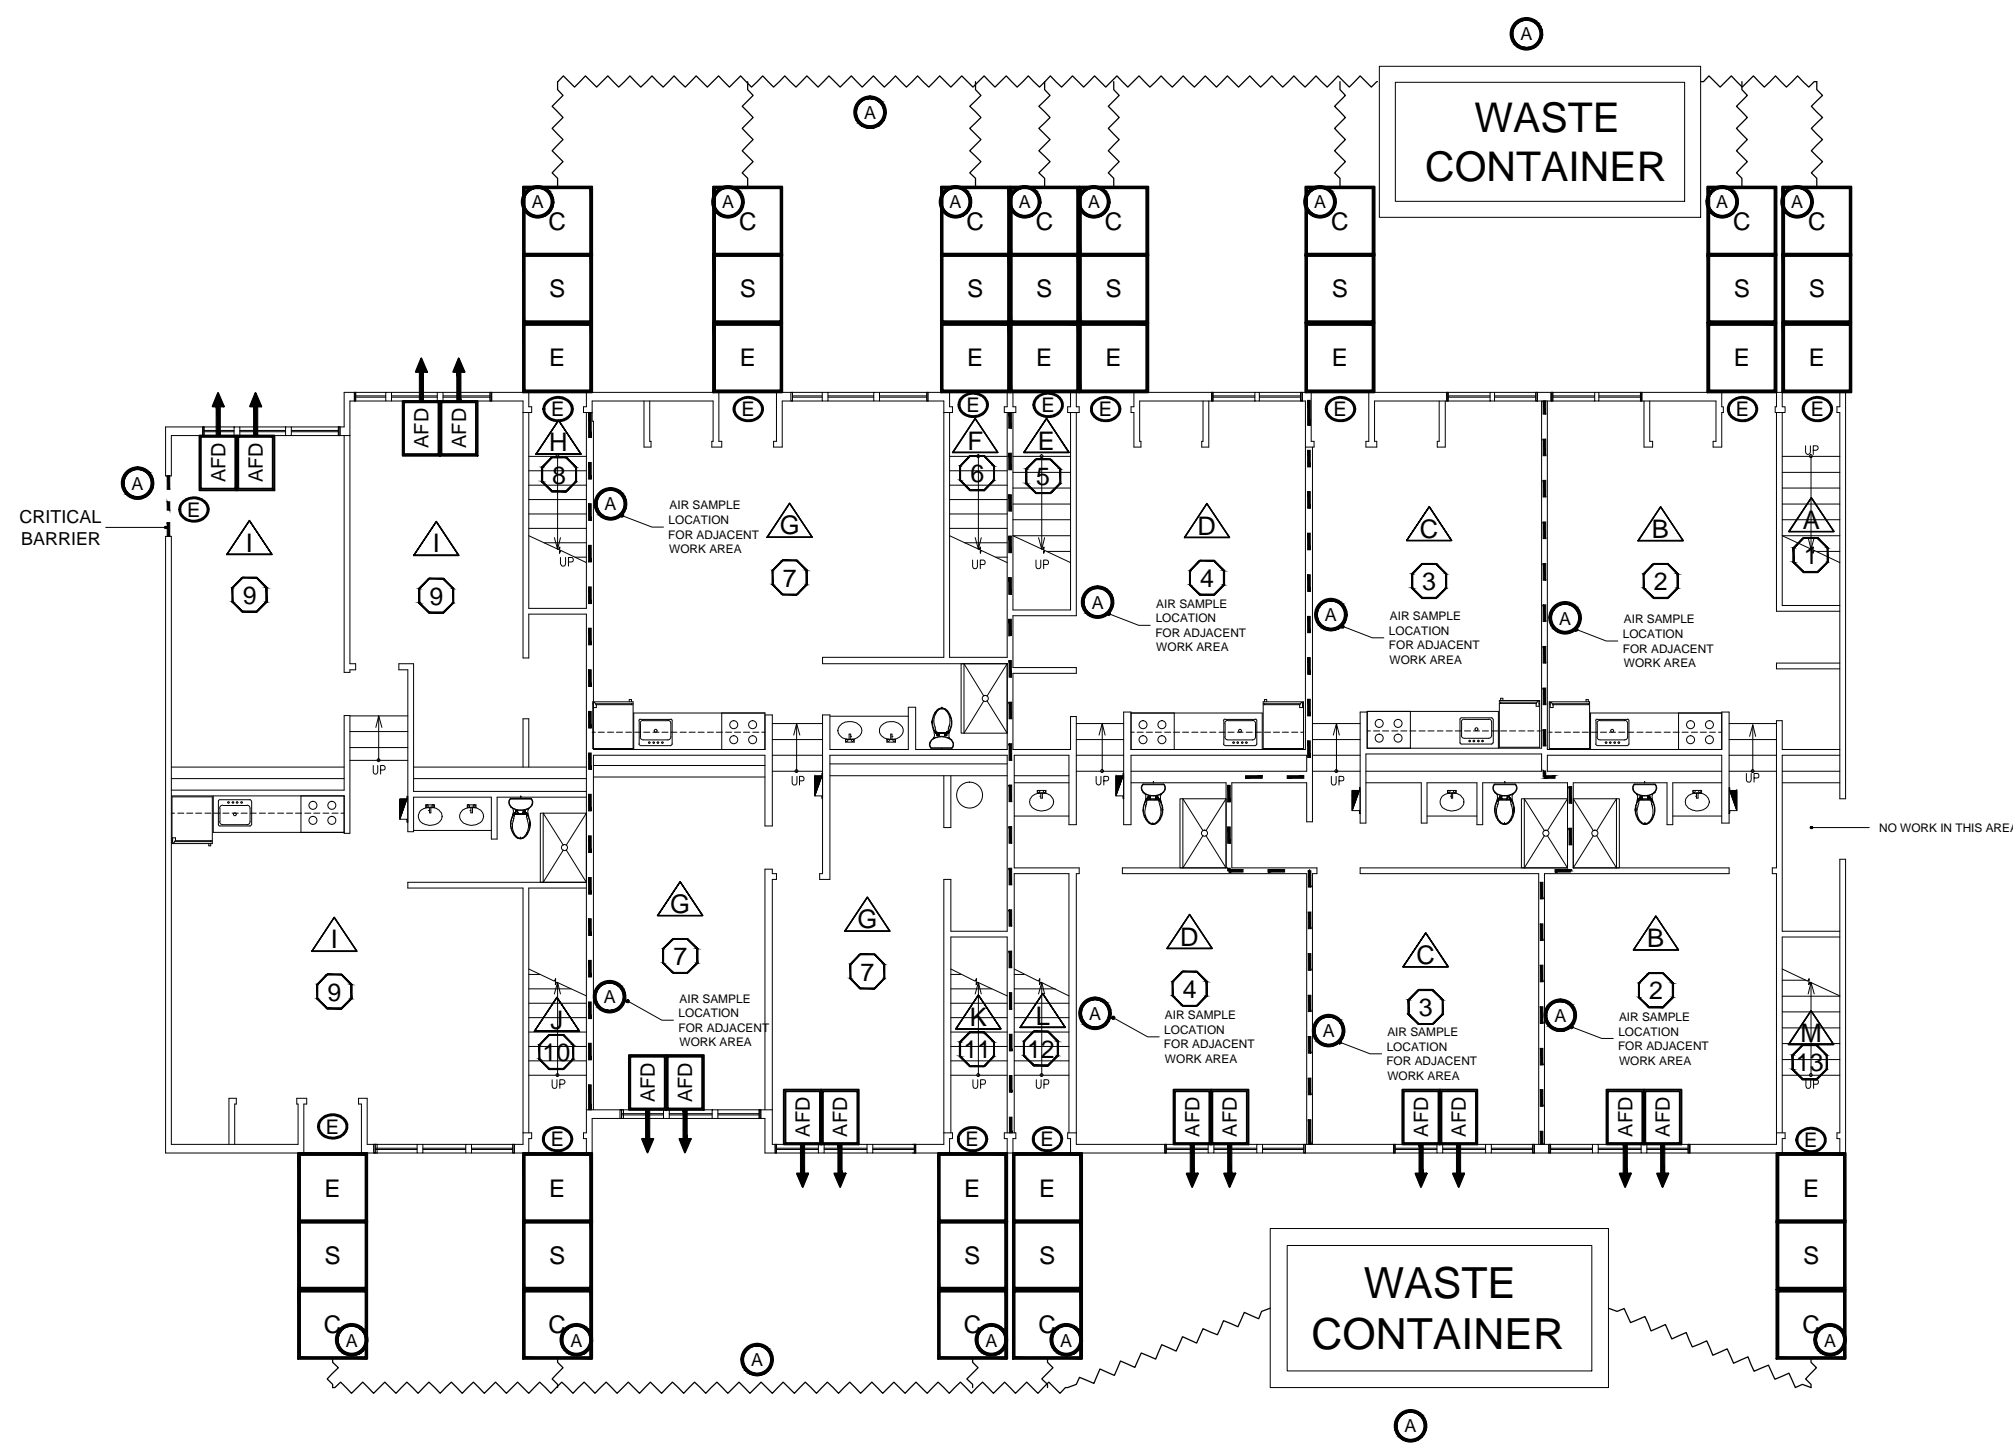 A
WASTE
CONTAINER
A
A A A A A A A A
C C C C C C C C
S S S S S S S S
E E E E E E E E
AFD AFD
AFD AFD
E E E E E E E E
H F E
8 6 5
UP
A
E
CRITICAL
BARRIER
I
9
I
9
UP
A
AIR SAMPLE
LOCATION
FOR ADJACENT
WORK AREA
G
7
UP
UP
D
4
A
AIR SAMPLE
LOCATION
FOR ADJACENT
WORK AREA
C
3
A
AIR SAMPLE
LOCATION
FOR ADJACENT
WORK AREA
B
2
A
AIR SAMPLE
LOCATION
FOR ADJACENT
WORK AREA
A
1
UP
UP
UP
UP
UP
UP
NO WORK IN THIS AREA
I
9
G
7
G
7
A
AIR SAMPLE
LOCATION
FOR ADJACENT
WORK AREA
D
4
A
AIR SAMPLE
LOCATION
FOR ADJACENT
WORK AREA
C
3
A
AIR SAMPLE
LOCATION
FOR ADJACENT
WORK AREA
B
2
A
AIR SAMPLE
LOCATION
FOR ADJACENT
WORK AREA
J K L M
10 11 12 13
UP UP UP UP
AFD AFD
AFD AFD
AFD AFD
AFD AFD
AFD AFD
E E E E E
E E E E E
S S S S S
C C C C C
A A A A A
WASTE
CONTAINER
A
A